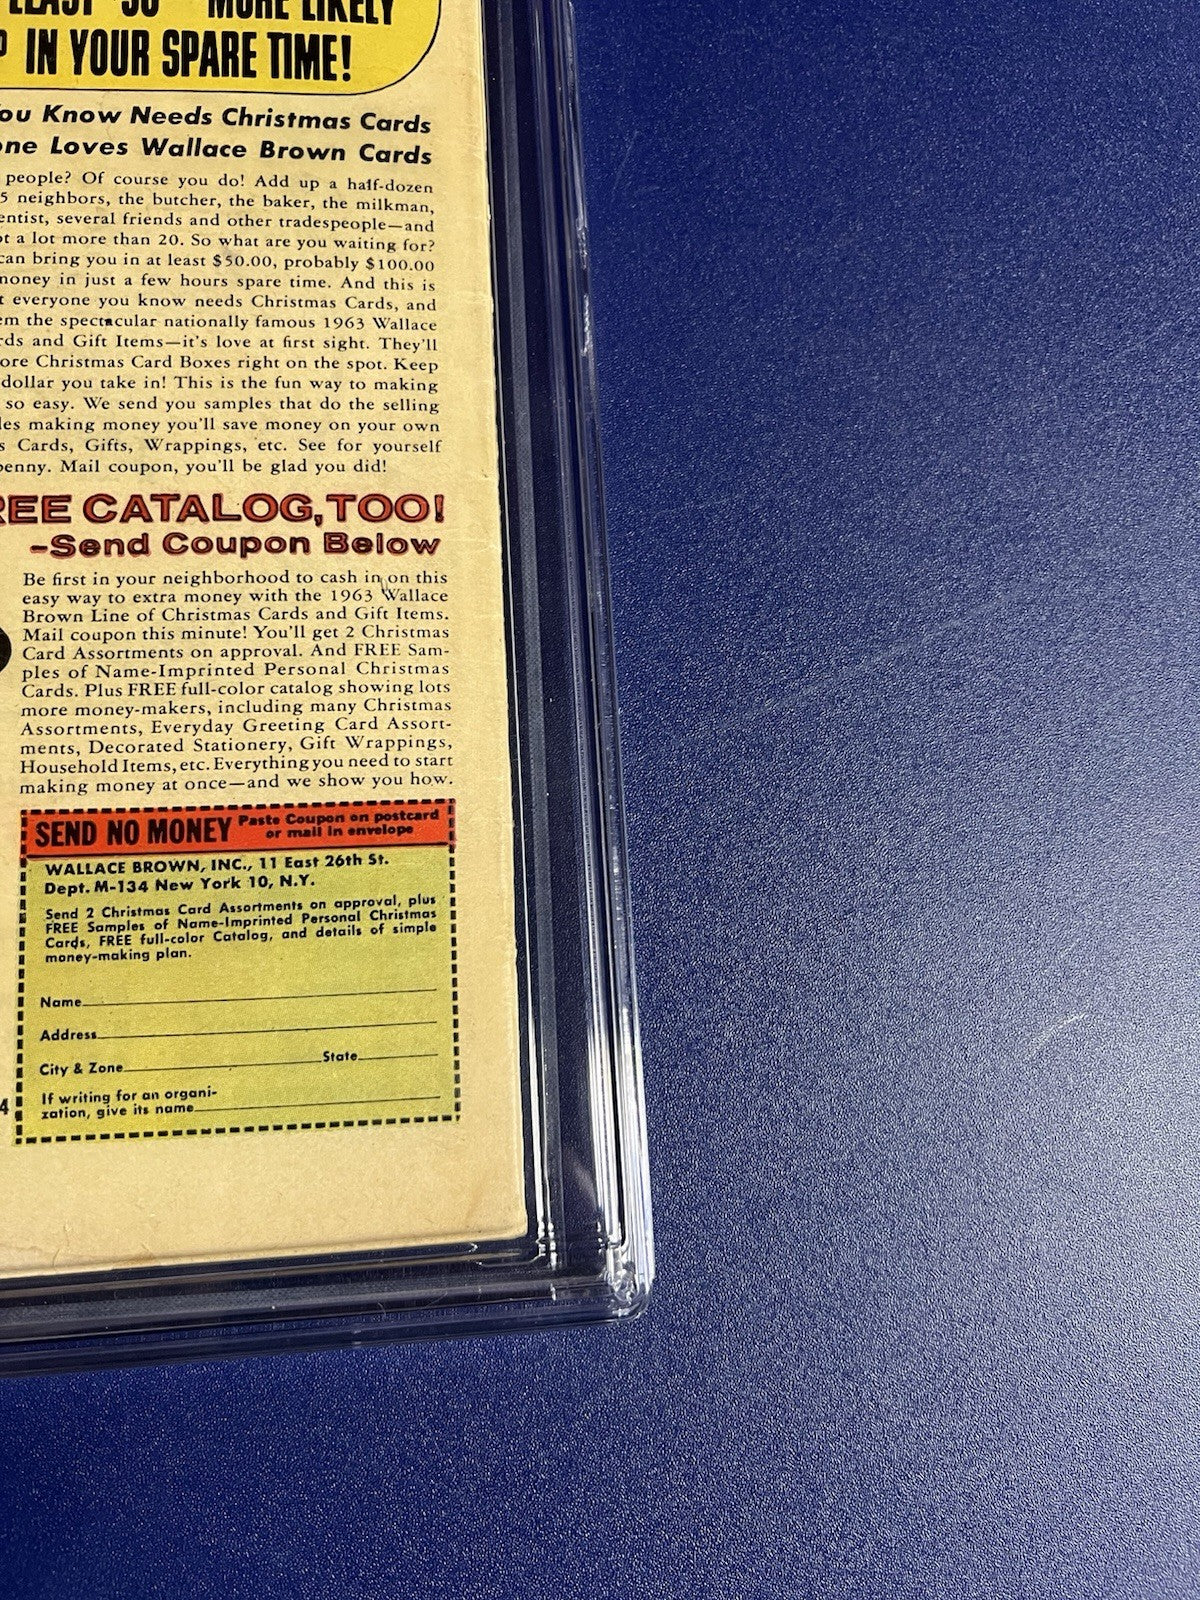 LEAST $50 MORE LIKELY
IN YOUR SPARE TIME!
You Know Needs Christmas Cards
one Loves Wallace Brown Cards
people? Of course you do! Add up a half-dozen
5 neighbors, the butcher, the baker, the milkman,
entist, several friends and other tradespeople—and
ot a lot more than 20. So what are you waiting for?
can bring you in at least $50.00, probably $100.00
money in just a few hours spare time. And this is
t everyone you know needs Christmas Cards, and
em the spectacular nationally famous 1963 Wallace
rds and Gift Items—it's love at first sight. They'll
ore Christmas Card Boxes right on the spot. Keep
dollar you take in! This is the fun way to making
so easy. We send you samples that do the selling
les making money you'll save money on your own
s Cards, Gifts, Wrappings, etc. See for yourself
penny. Mail coupon, you'll be glad you did!
REE CATALOG, TOO!
-Send Coupon Below
Be first in your neighborhood to cash in on this
easy way to extra money with the 1963 Wallace
Brown Line of Christmas Cards and Gift Items.
Mail coupon this minute! You'll get 2 Christmas
Card Assortments on approval. And FREE Sam-
ples of Name-Imprinted Personal Christmas
Cards. Plus FREE full-color catalog showing lots
more money-makers, including many Christmas
Assortments, Everyday Greeting Card Assort-
ments, Decorated Stationery, Gift Wrappings,
Household Items, etc. Everything you need to start
making money at once—and we show you how.
SEND NO MONEY Paste Coupon on postcard
or mail in envelope
WALLACE BROWN, INC., 11 East 26th St.
Dept. M-134 New York 10, N.Y.
Send 2 Christmas Card Assortments on approval, plus
FREE Samples of Name-Imprinted Personal Christmas
Cards, FREE full-color Catalog, and details of simple
money-making plan.
Name
Address
City & Zone State
If writing for an organi-
zation, give its name
4